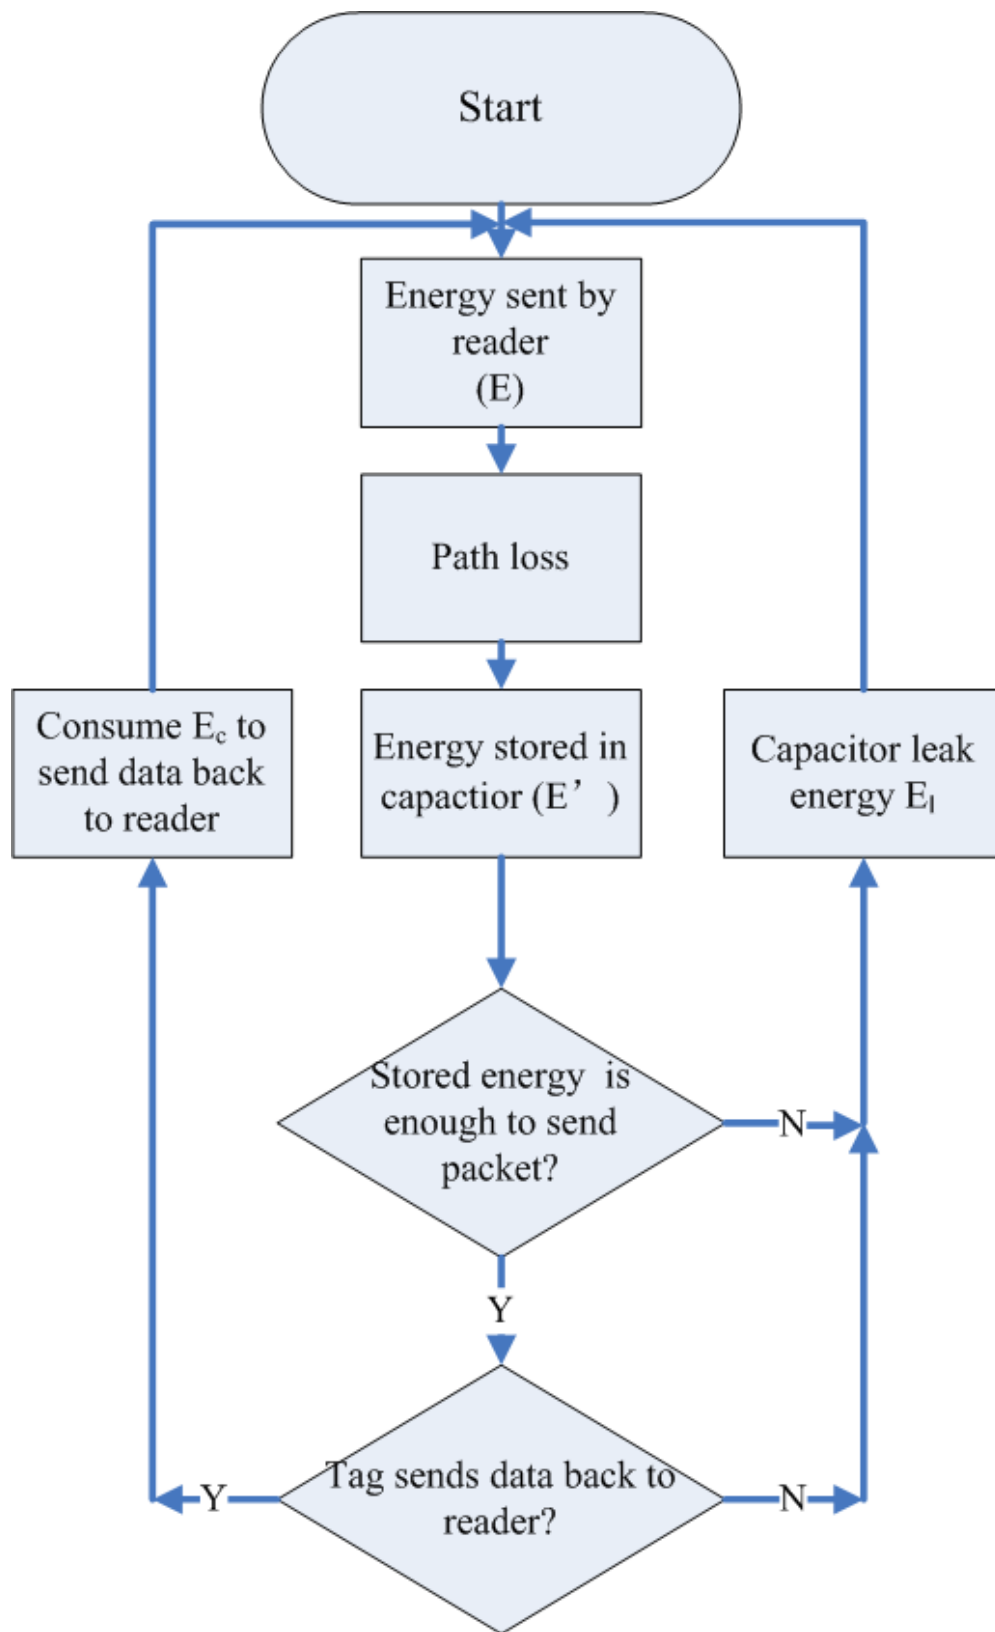 Start
Energy sent by
reader
(E)
Path loss
Consume Ec to
send data back
to reader
Energy stored in
capactior (E’ )
Capacitor leak
energy El
Stored energy  is
enough to send
packet?
N
Y
Tag sends data back to
reader?
Y
N